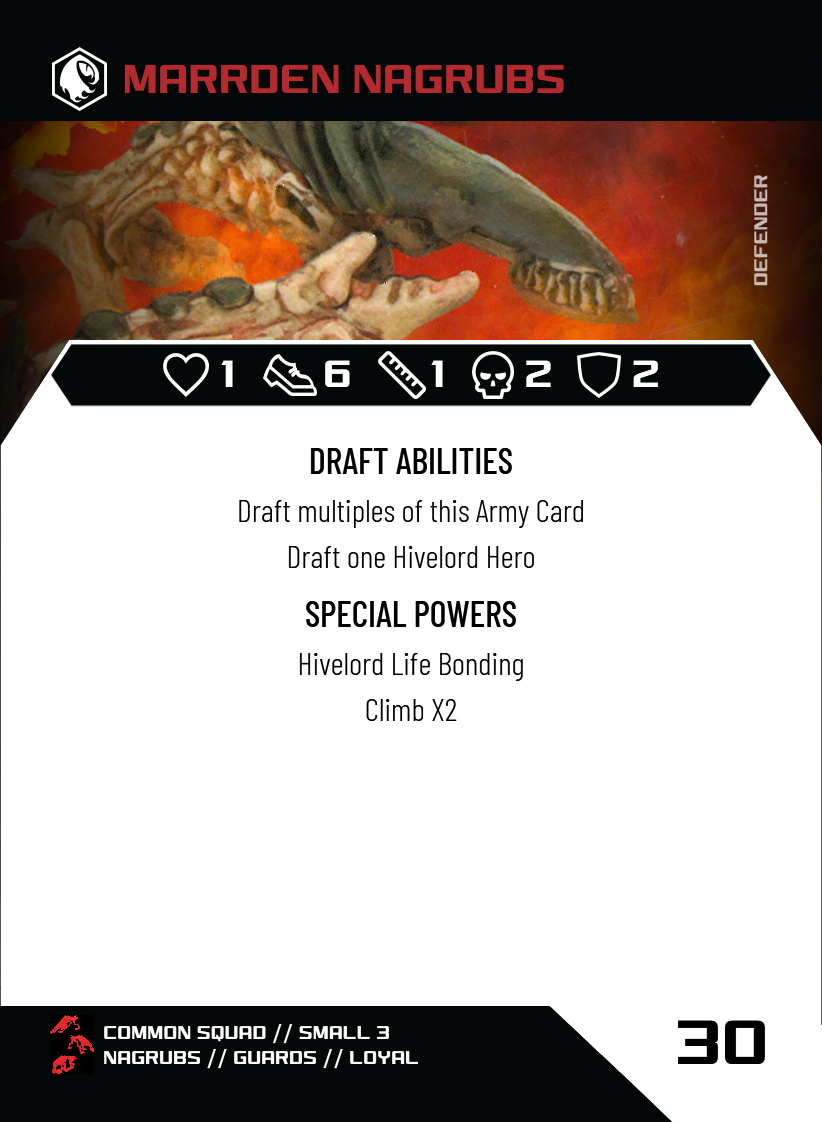 MARRDEN NAGRUBS
DEFENDER
1 6 1 2 2
DRAFT ABILITIES
Draft multiples of this Army Card
Draft one Hivelord Hero
SPECIAL POWERS
Hivelord Life Bonding
Climb X2
COMMON SQUAD // SMALL 3
NAGRUBS // GUARDS // LOYAL
30